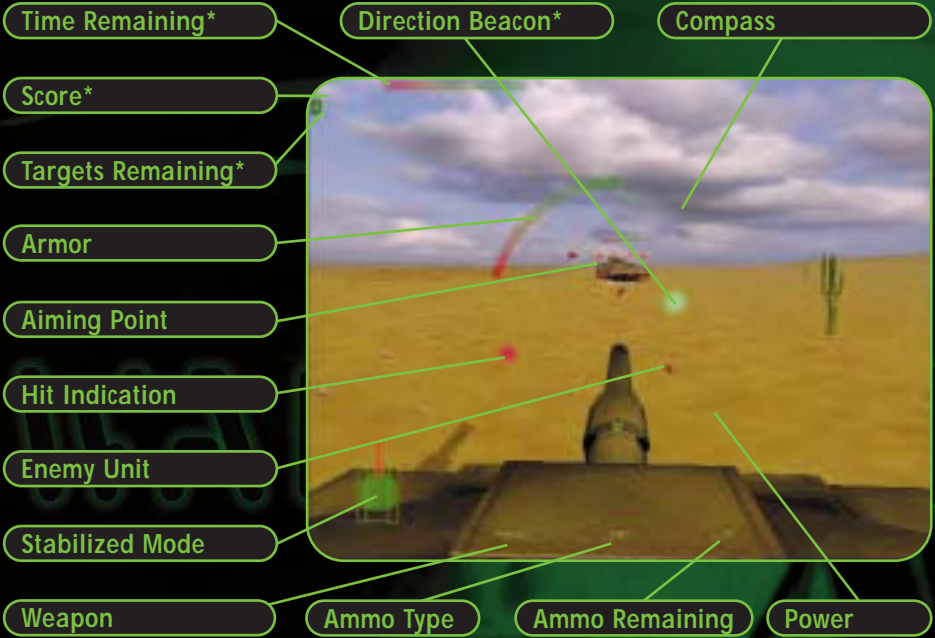 Time Remaining*
Direction Beacon*
Compass
Score*
Targets Remaining*
Armor
Aiming Point
Hit Indication
Enemy Unit
Stabilized Mode
Weapon
Ammo Type
Ammo Remaining
Power